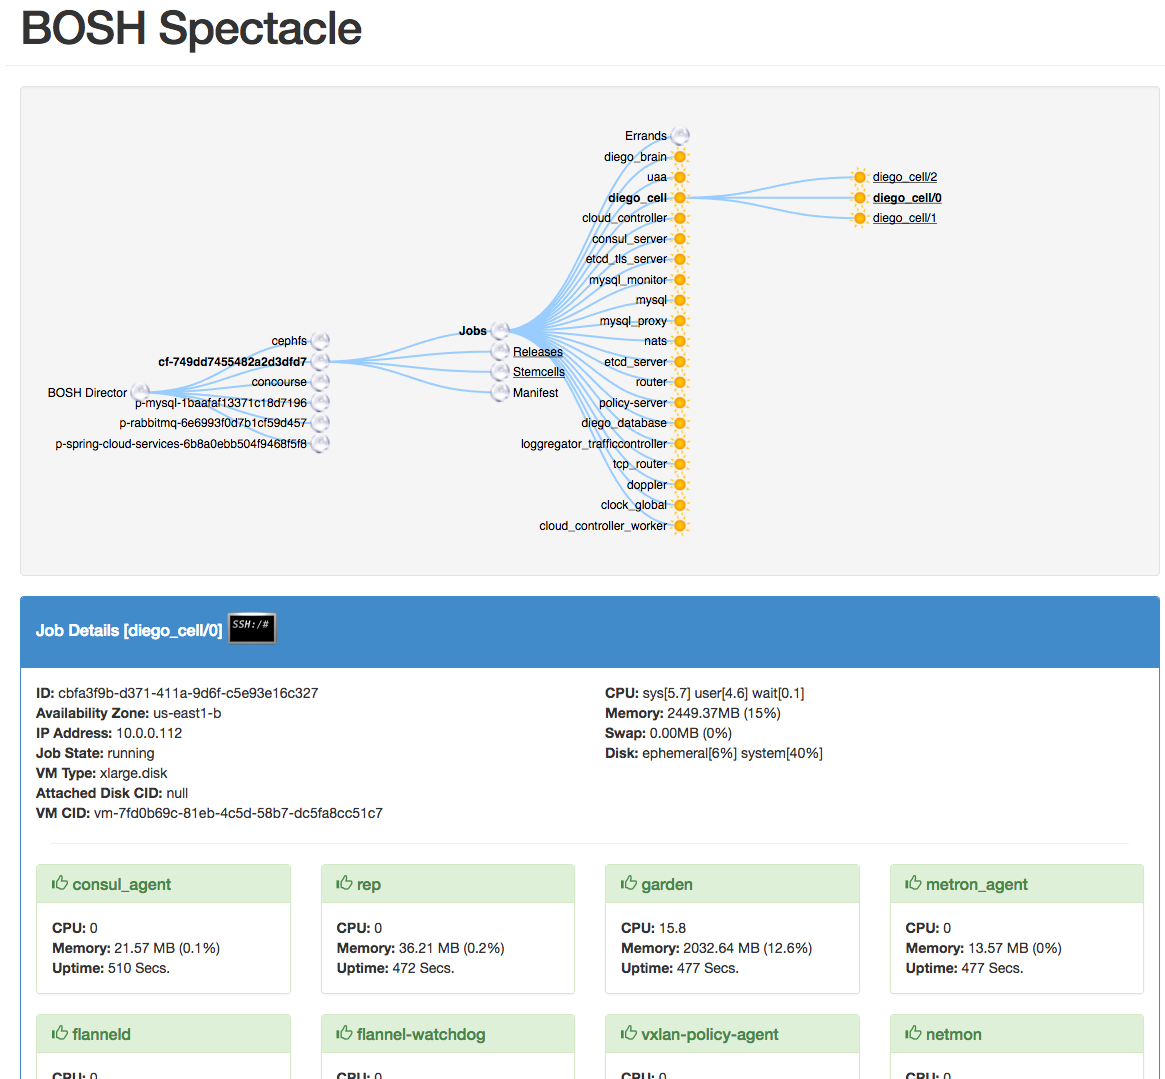 BOSH Spectacle
Errands
diego_brain
uaa
diego_cell
cloud_controller
consul_server
etcd_tls_server
mysql_monitor
mysql
mysql_proxy
nats
etcd_server
router
policy-server
diego_database
loggregator_trafficcontroller
tcp_router
doppler
clock_global
cloud_controller_worker
diego_cell/2
diego_cell/0
diego_cell/1
Jobs
Releases
Stemcells
Manifest
cephfs
cf-749dd7455482a2d3dfd7
concourse
p-mysql-1baafaf13371c18d7196
p-rabbitmq-6e6993f0d7b1cf59d457
p-spring-cloud-services-6b8a0ebb504f9468f5f8
BOSH Director
Job Details [diego_cell/0] SSH:/#
ID: cbfa3f9b-d371-411a-9d6f-c5e93e16c327
Availability Zone: us-east1-b
IP Address: 10.0.0.112
Job State: running
VM Type: xlarge.disk
Attached Disk CID: null
VM CID: vm-7fd0b69c-81eb-4c5d-58b7-dc5fa8cc51c7
CPU: sys[5.7] user[4.6] wait[0.1]
Memory: 2449.37MB (15%)
Swap: 0.00MB (0%)
Disk: ephemeral[6%] system[40%]
consul_agent
CPU: 0
Memory: 21.57 MB (0.1%)
Uptime: 510 Secs.
rep
CPU: 0
Memory: 36.21 MB (0.2%)
Uptime: 472 Secs.
garden
CPU: 15.8
Memory: 2032.64 MB (12.6%)
Uptime: 477 Secs.
metron_agent
CPU: 0
Memory: 13.57 MB (0%)
Uptime: 477 Secs.
flanneld
CPU: 0
flannel-watchdog
CPU: 0
vxlan-policy-agent
CPU: 0
netmon
CPU: 0